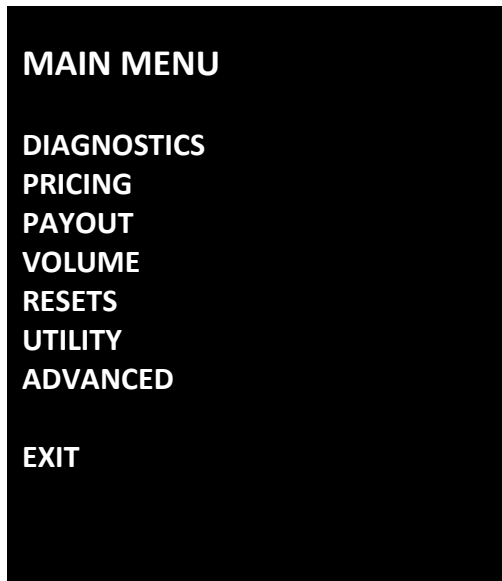 MAIN MENU
DIAGNOSTICS
PRICING
PAYOUT
VOLUME
RESETS
UTILITY
ADVANCED
EXIT